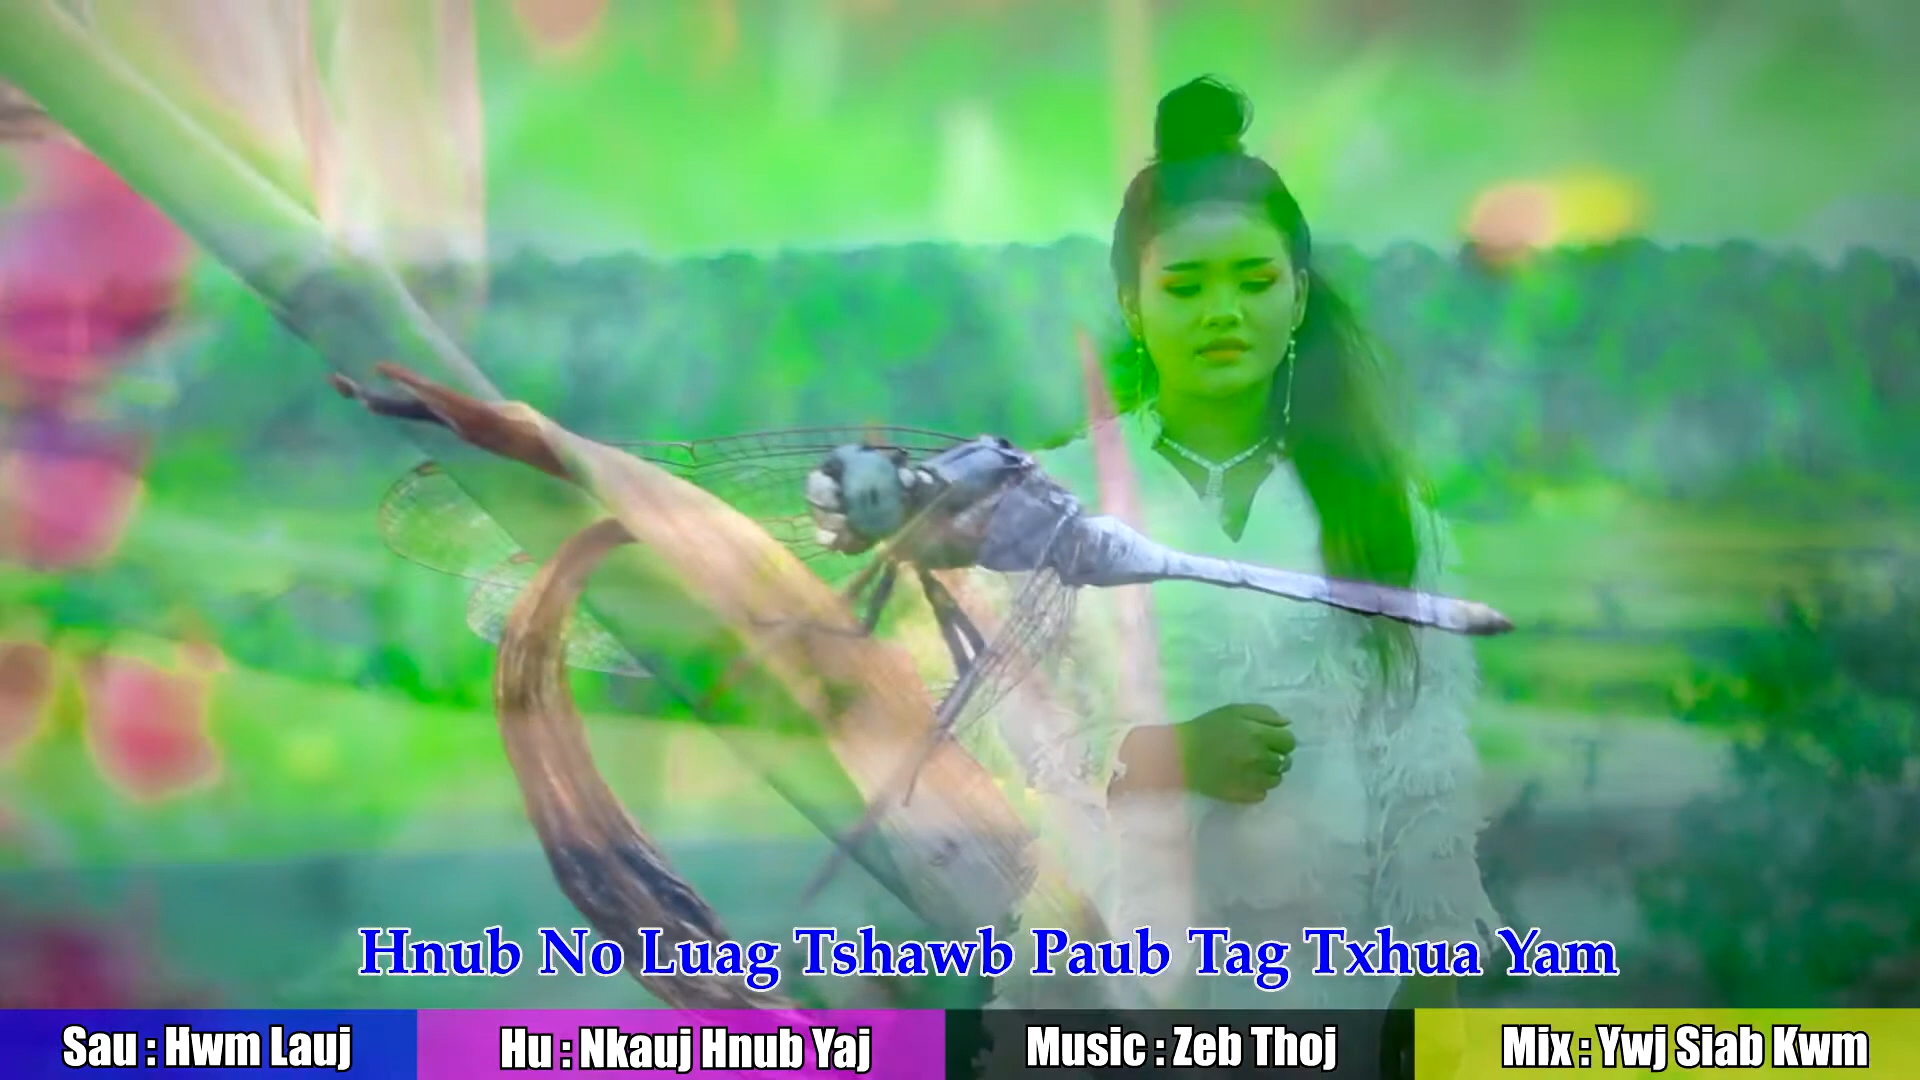 Hnub No Luag Tshawb Paub Tag Txhua Yam
Sau : Hwm Lauj
Hu : Nkauj Hnub Yaj
Music : Zeb Thoj
Mix : Ywj Siab Kwm